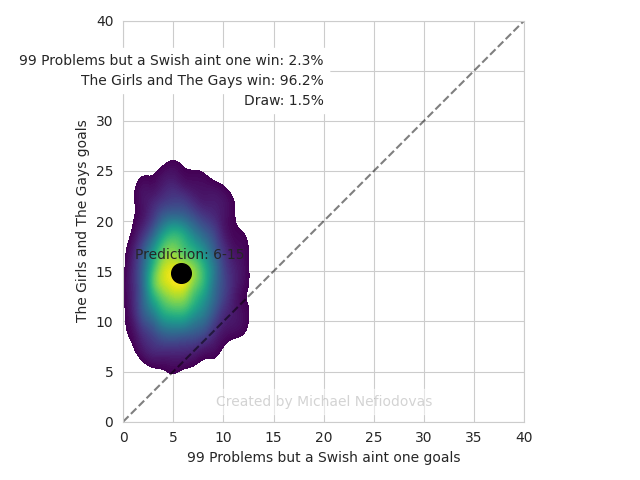 99 Problems but a Swish aint one win: 2.3%
The Girls and The Gays win: 96.2%
Draw: 1.5%
Prediction: 6-15
The Girls and The Gays goals
40
30
25
20
15
10
5
0
Created by Michael Nefiodovas
0 5 10 15 20 25 30 35 40
99 Problems but a Swish aint one goals